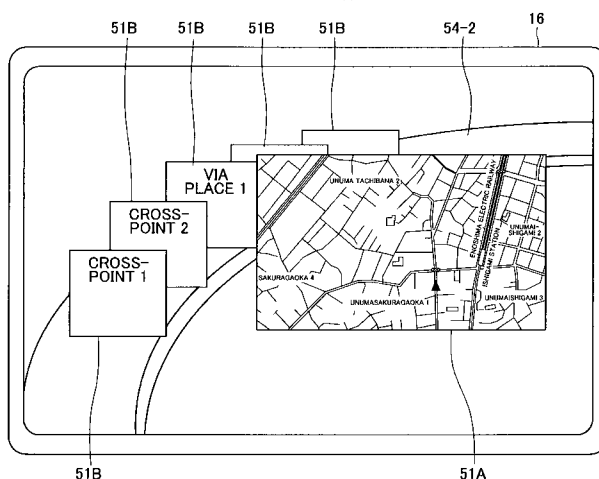 51B
51B
51B
51B
54-2
16
VIA
PLACE 1
CROSS-
POINT 2
CROSS-
POINT 1
UNUMA TACHIBANA 2
ENOSHIMA ELECTRIC RAILWAY
ISHIGAMI STATION
UNUMAI-
SHIGAMI 2
SAKURAGAOKA 4
UNUMASAKURAGAOKA 1
UNUMAISHIGAMI 3
51B
51A